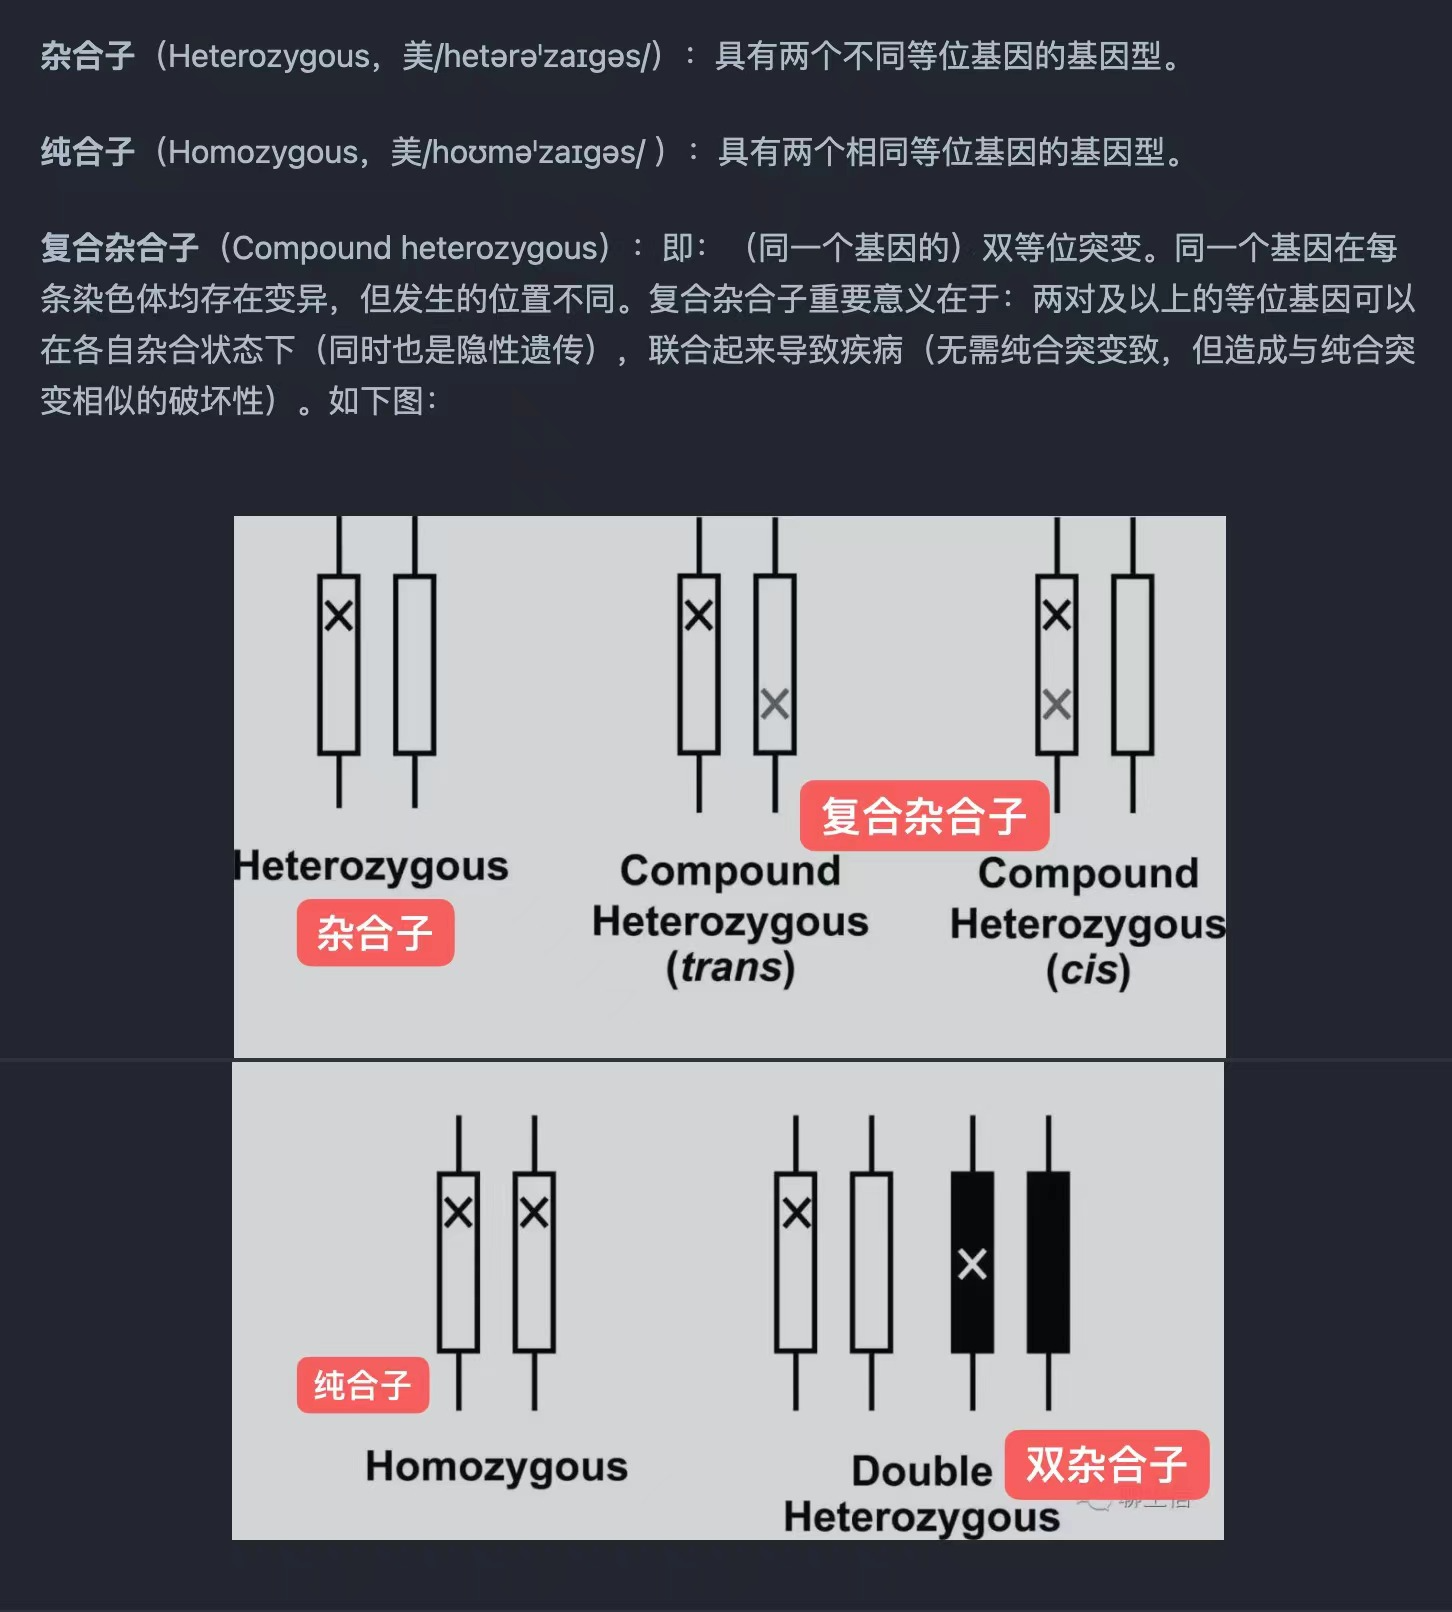 杂合子（Heterozygous，美/hetərəˈzaɪgəs/）：具有两个不同等位基因的基因型。
纯合子（Homozygous，美/hoʊməˈzaɪgəs/ ）：具有两个相同等位基因的基因型。
复合杂合子（Compound heterozygous）：即：（同一个基因的）双等位突变。同一个基因在每
条染色体均存在变异，但发生的位置不同。复合杂合子重要意义在于：两对及以上的等位基因可以
在各自杂合状态下（同时也是隐性遗传），联合起来导致疾病（无需纯合突变致，但造成与纯合突
变相似的破坏性）。如下图：
复合杂合子
Heterozygous
杂合子
Compound
Heterozygous
(trans)
Compound
Heterozygous
(cis)
纯合子
Homozygous
Double
Heterozygous
双杂合子
聊生信